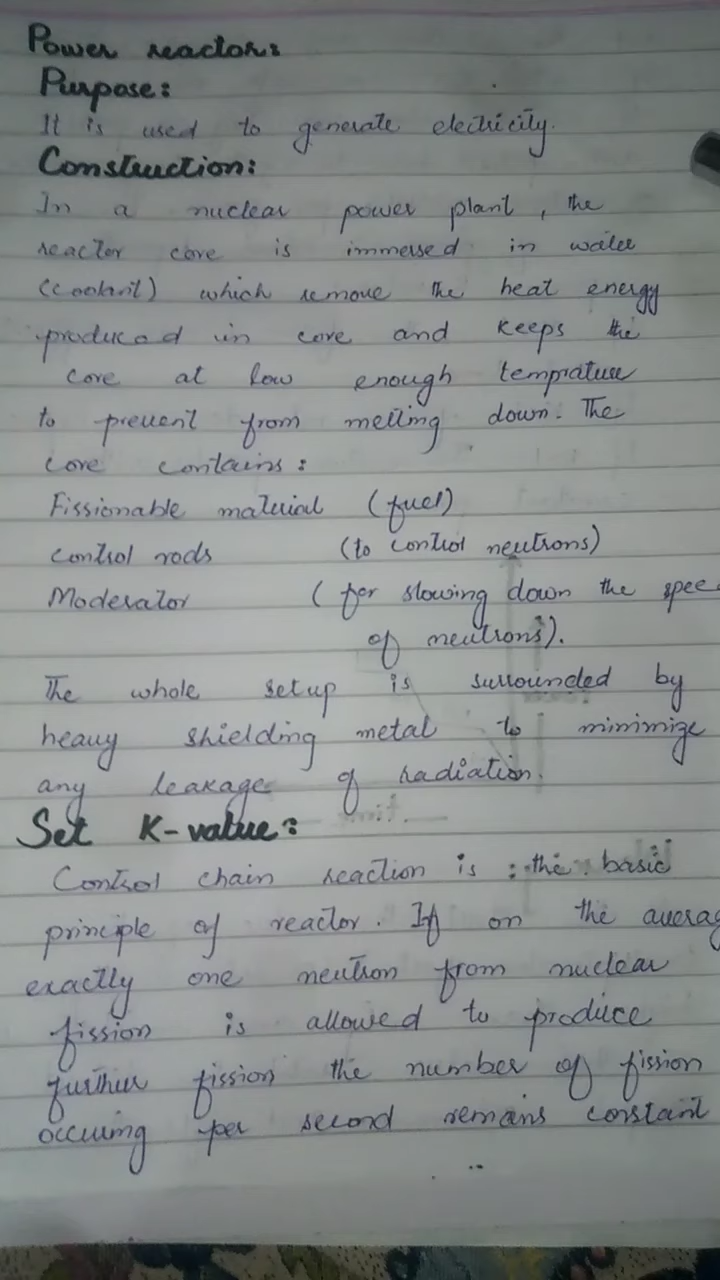 Power reactor:
Purpose:
It is used to generate electricity.
Construction:
In a nuclear power plant, the
reactor core is immersed in water
(coolant) which remove the heat energy
produced in core and keeps the
core at low enough temprature
to prevent from melting down. The
core contains:
Fissionable material (fuel)
control rods (to control neutrons)
Moderator (for slowing down the spee
of neutrons).
The whole setup is surrounded by
heavy shielding metal to minimize
any leakage of radiation.
Set K-value:
Control chain reaction is : the basic
principle of reactor. If on the averag
exactly one neutron from nuclear
fission is allowed to produce
further fission the number of fission
occuring per second remains constant